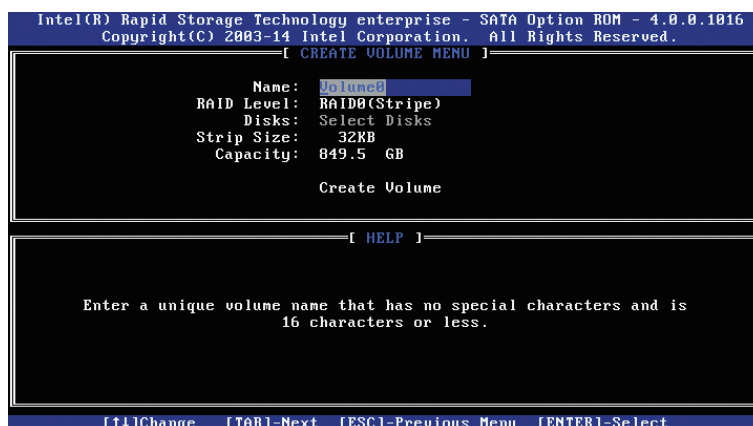 Intel(R) Rapid Storage Technology enterprise - SATA Option ROM - 4.0.0.1016
Copyright(C) 2003-14 Intel Corporation.  All Rights Reserved.
[ CREATE VOLUME MENU ]
Name: Volume0
RAID Level: RAID0(Stripe)
Disks: Select Disks
Strip Size: 32KB
Capacity: 849.5 GB
Create Volume
[ HELP ]
Enter a unique volume name that has no special characters and is
16 characters or less.
[↑↓]Change [TAB]-Next [ESC]-Previous Menu [ENTER]-Select